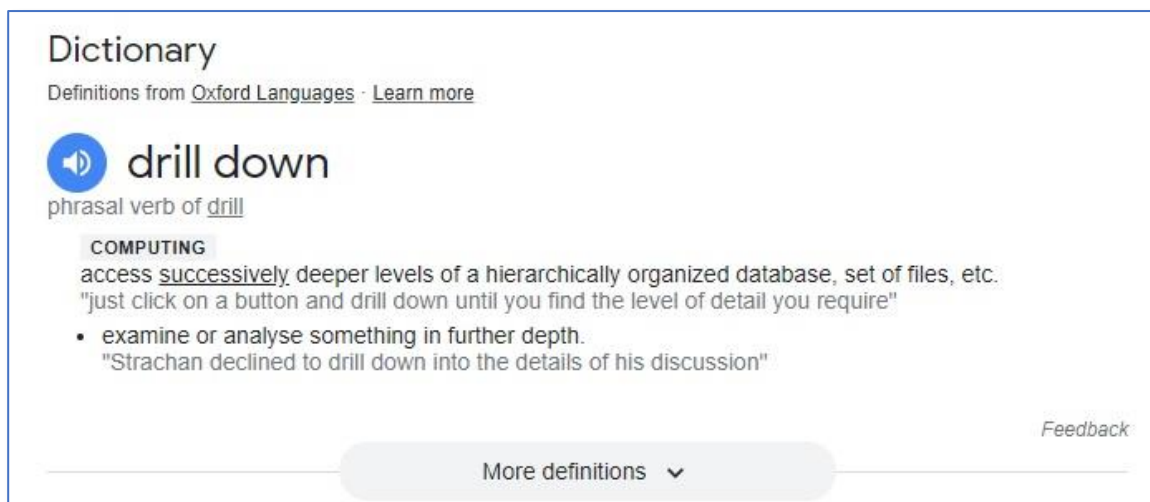 Dictionary
Definitions from Oxford Languages · Learn more
drill down
phrasal verb of drill
COMPUTING
access successively deeper levels of a hierarchically organized database, set of files, etc.
"just click on a button and drill down until you find the level of detail you require"
• examine or analyse something in further depth.
"Strachan declined to drill down into the details of his discussion"
Feedback
More definitions